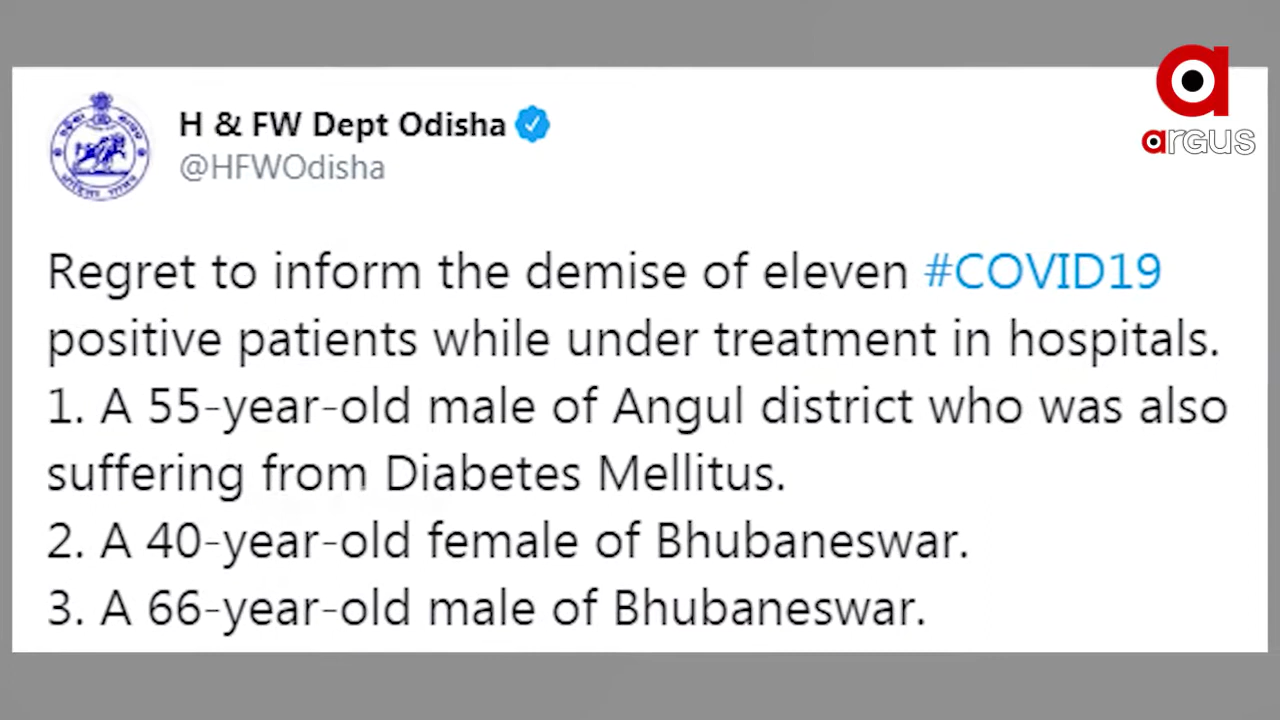 H & FW Dept Odisha
@HFWOdisha
argus
Regret to inform the demise of eleven #COVID19
positive patients while under treatment in hospitals.
1. A 55-year-old male of Angul district who was also
suffering from Diabetes Mellitus.
2. A 40-year-old female of Bhubaneswar.
3. A 66-year-old male of Bhubaneswar.